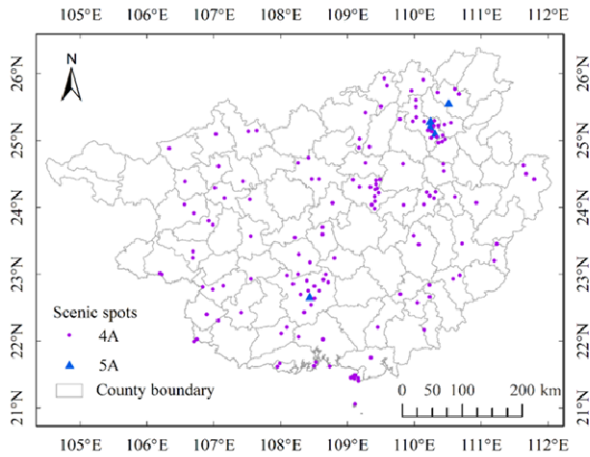 105°E 106°E 107°E 108°E 109°E 110°E 111°E 112°E
N
26°N 26°N
25°N 25°N
24°N 24°N
23°N 23°N
22°N 22°N
21°N 21°N
Scenic spots
4A
5A
County boundary
0 50 100 200 km
105°E 106°E 107°E 108°E 109°E 110°E 111°E 112°E